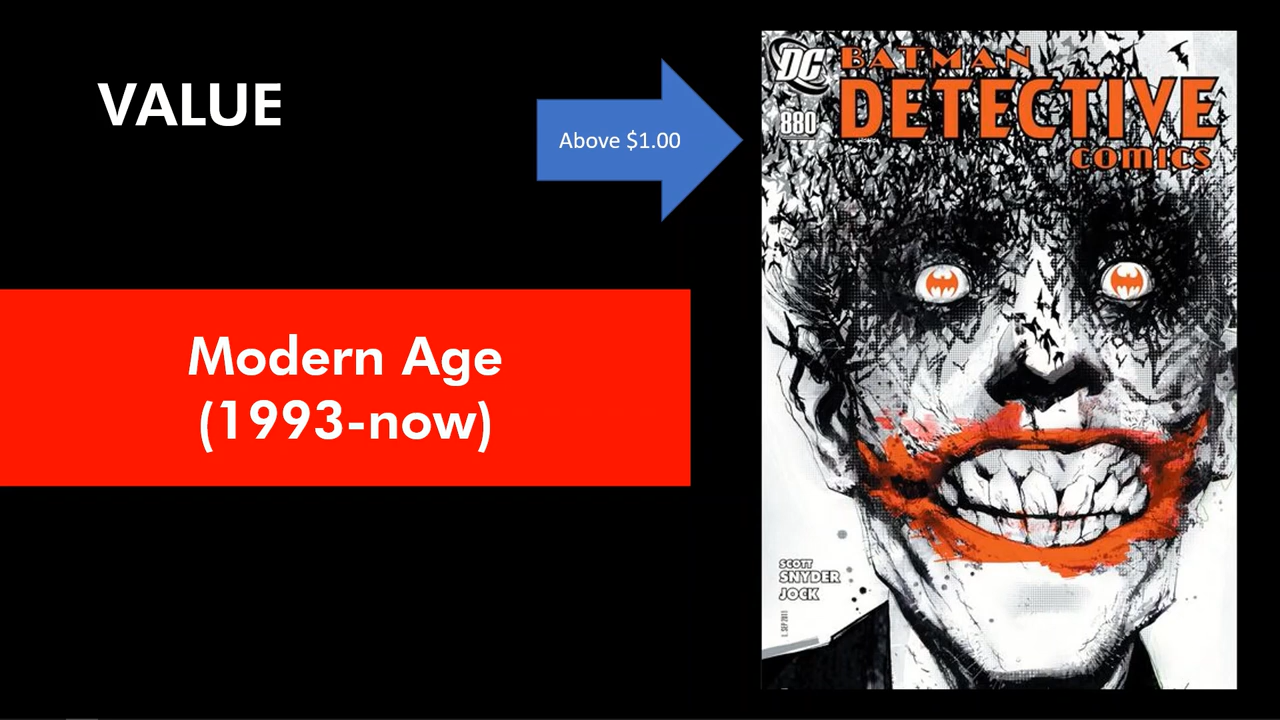 VALUE
Above $1.00
Modern Age
(1993-now)
DC
BATMAN
DETECTIVE
COMICS
880
SCOTT
SNYDER
JOCK